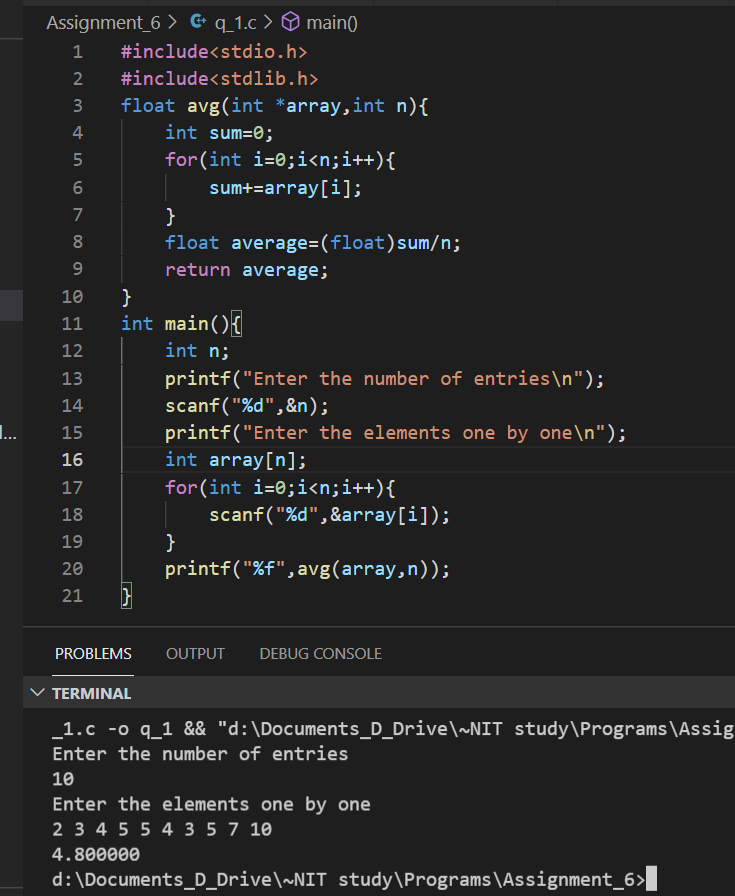 Assignment_6 > q_1.c > main()
1 #include<stdio.h>
2 #include<stdlib.h>
3 float avg(int *array,int n){
4     int sum=0;
5     for(int i=0;i<n;i++){
6         sum+=array[i];
7     }
8     float average=(float)sum/n;
9     return average;
10 }
11 int main(){
12     int n;
13     printf("Enter the number of entries\n");
14     scanf("%d",&n);
15     printf("Enter the elements one by one\n");
16     int array[n];
17     for(int i=0;i<n;i++){
18         scanf("%d",&array[i]);
19     }
20     printf("%f",avg(array,n));
21 }
PROBLEMS OUTPUT DEBUG CONSOLE
TERMINAL
_1.c -o q_1 && "d:\Documents_D_Drive\~NIT study\Programs\Assig
Enter the number of entries
10
Enter the elements one by one
2 3 4 5 5 4 3 5 7 10
4.800000
d:\Documents_D_Drive\~NIT study\Programs\Assignment_6>